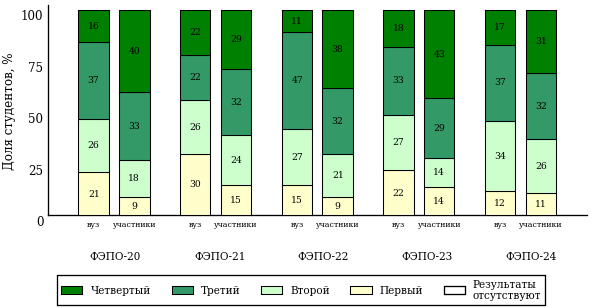 Доля студентов, %
100
75
50
25
0
16 40 22 29 11 38 18 43 17 31
37 33 22 32 47 32 33 29 37 32
26 18 26 24 27 21 27 14 34 26
21 9 30 15 15 9 22 14 12 11
вуз участники вуз участники вуз участники вуз участники вуз участники
ФЭПО-20 ФЭПО-21 ФЭПО-22 ФЭПО-23 ФЭПО-24
Четвертый Третий Второй Первый Результаты
отсутствуют